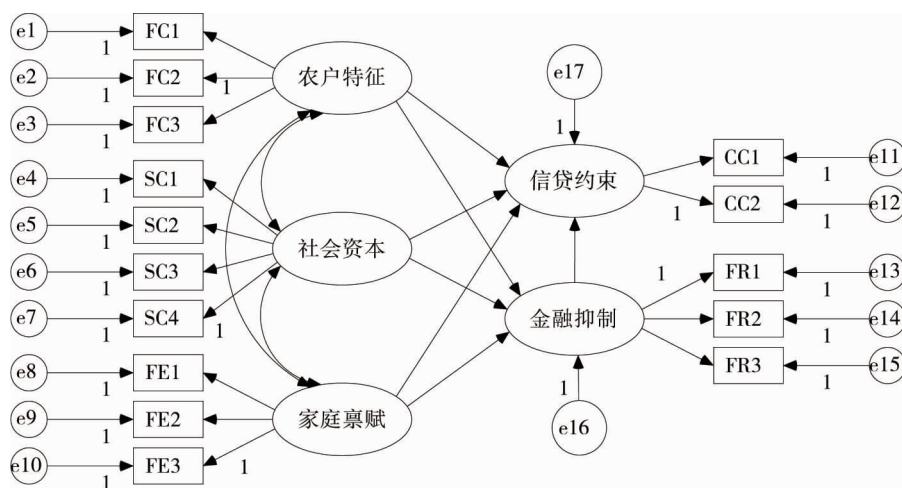 e1 1 FC1
e2 1 FC2 1
e3 1 FC3
农户特征
e17
1
e4 1 SC1
e5 1 SC2
e6 1 SC3
e7 1 SC4 1
社会资本
信贷约束
CC1 1 e11
1 CC2 1 e12
金融抑制
1 FR1 1 e13
FR2 1 e14
FR3 1 e15
1
e16
e8 1 FE1
e9 1 FE2
e10 1 FE3 1
家庭禀赋